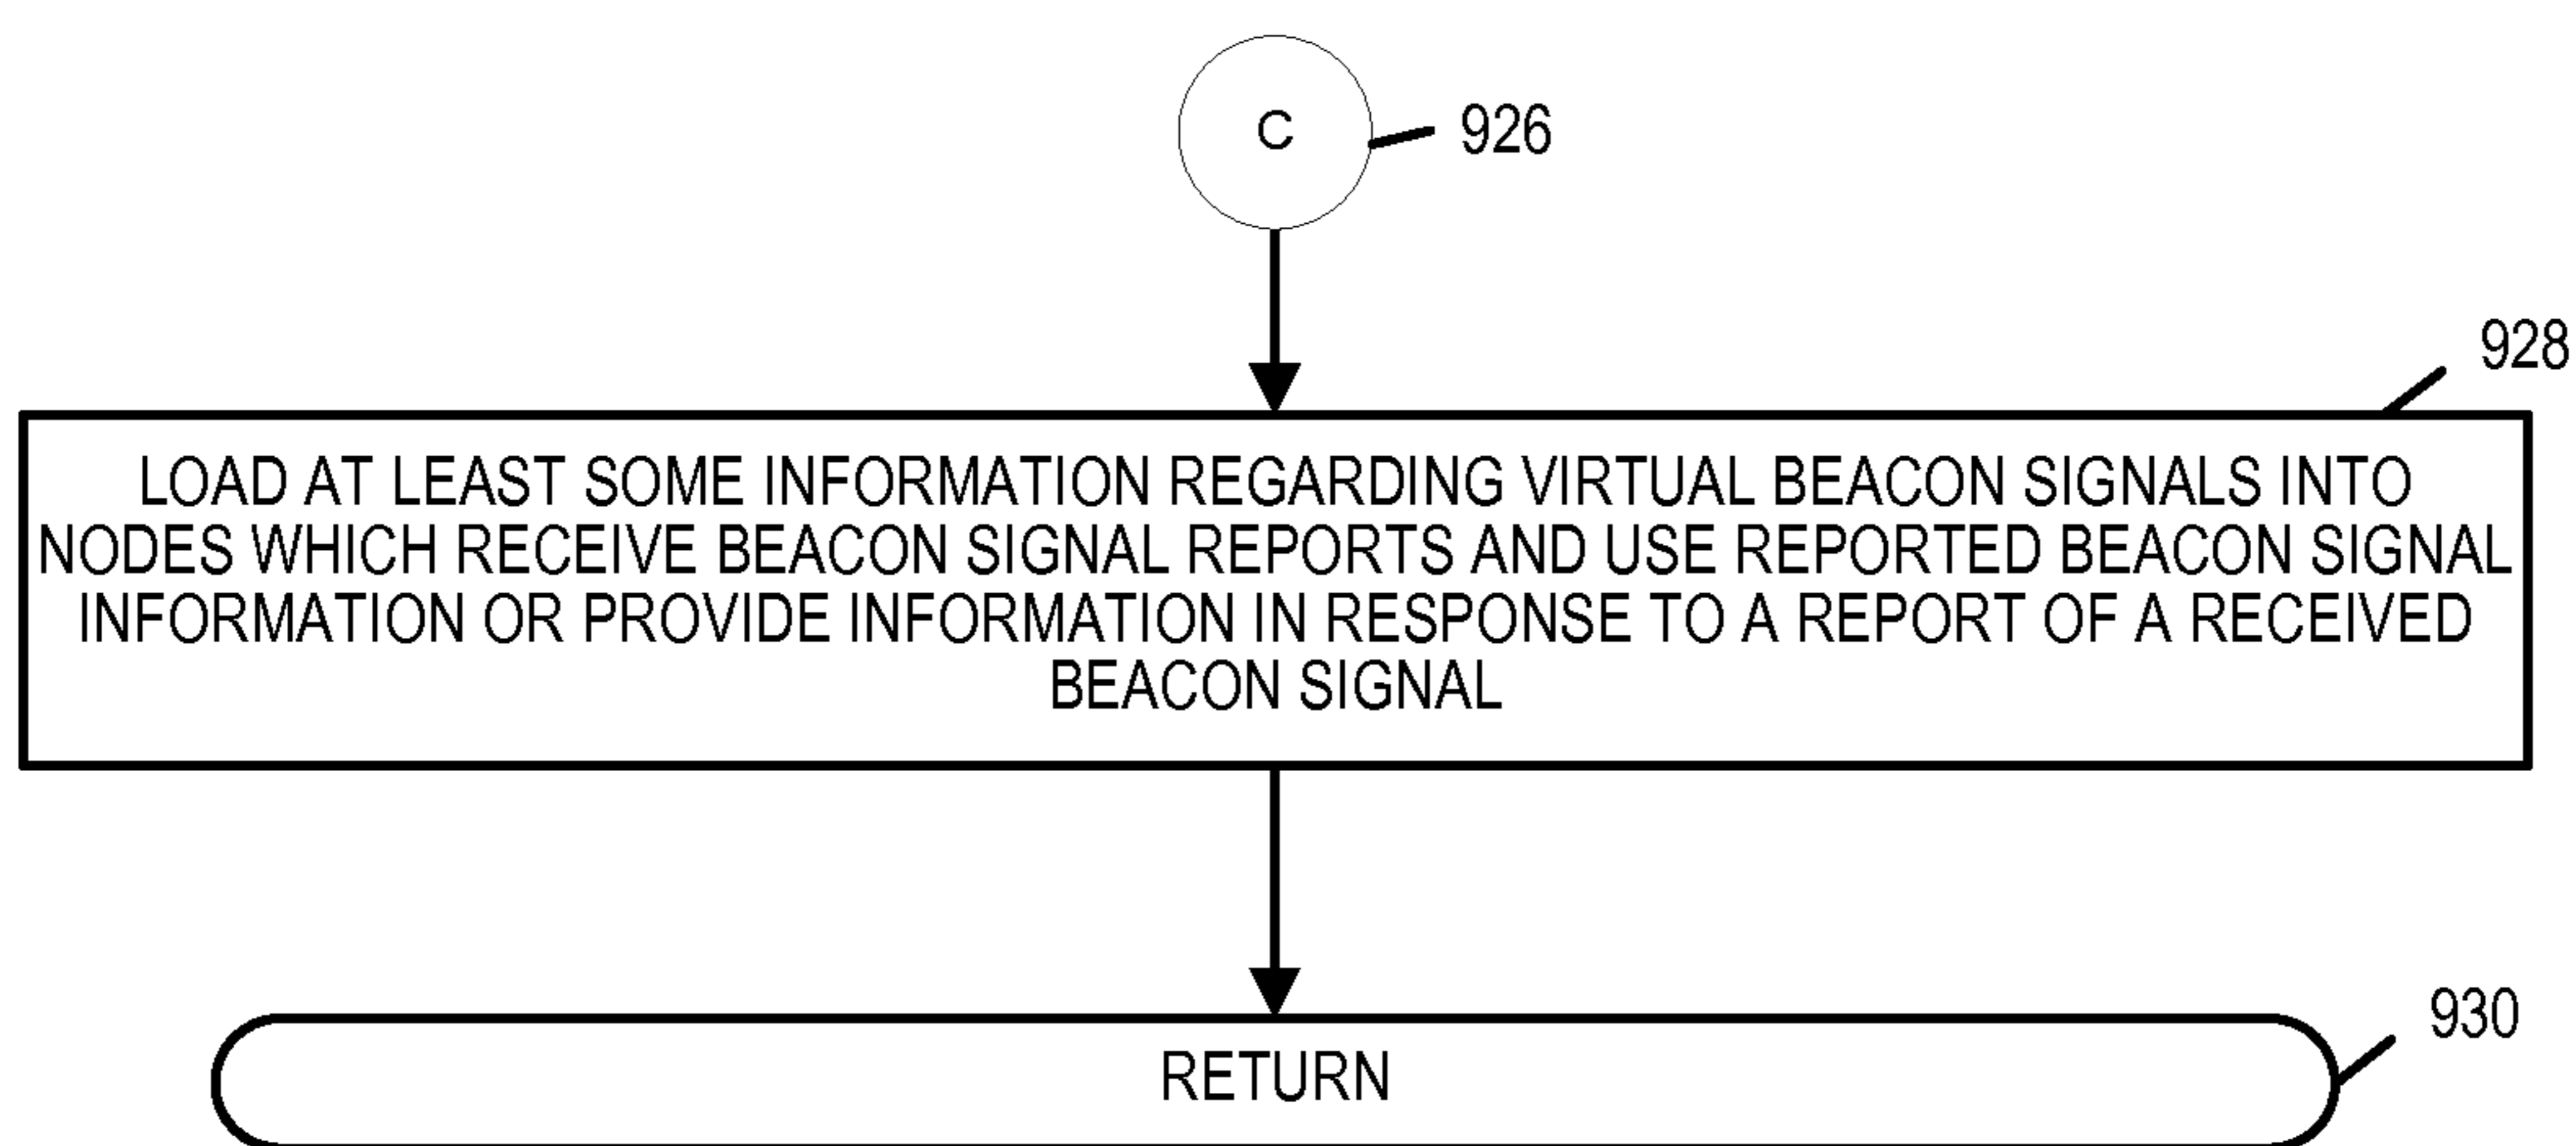 C
926
928
LOAD AT LEAST SOME INFORMATION REGARDING VIRTUAL BEACON SIGNALS INTO
NODES WHICH RECEIVE BEACON SIGNAL REPORTS AND USE REPORTED BEACON SIGNAL
INFORMATION OR PROVIDE INFORMATION IN RESPONSE TO A REPORT OF A RECEIVED
BEACON SIGNAL
930
RETURN